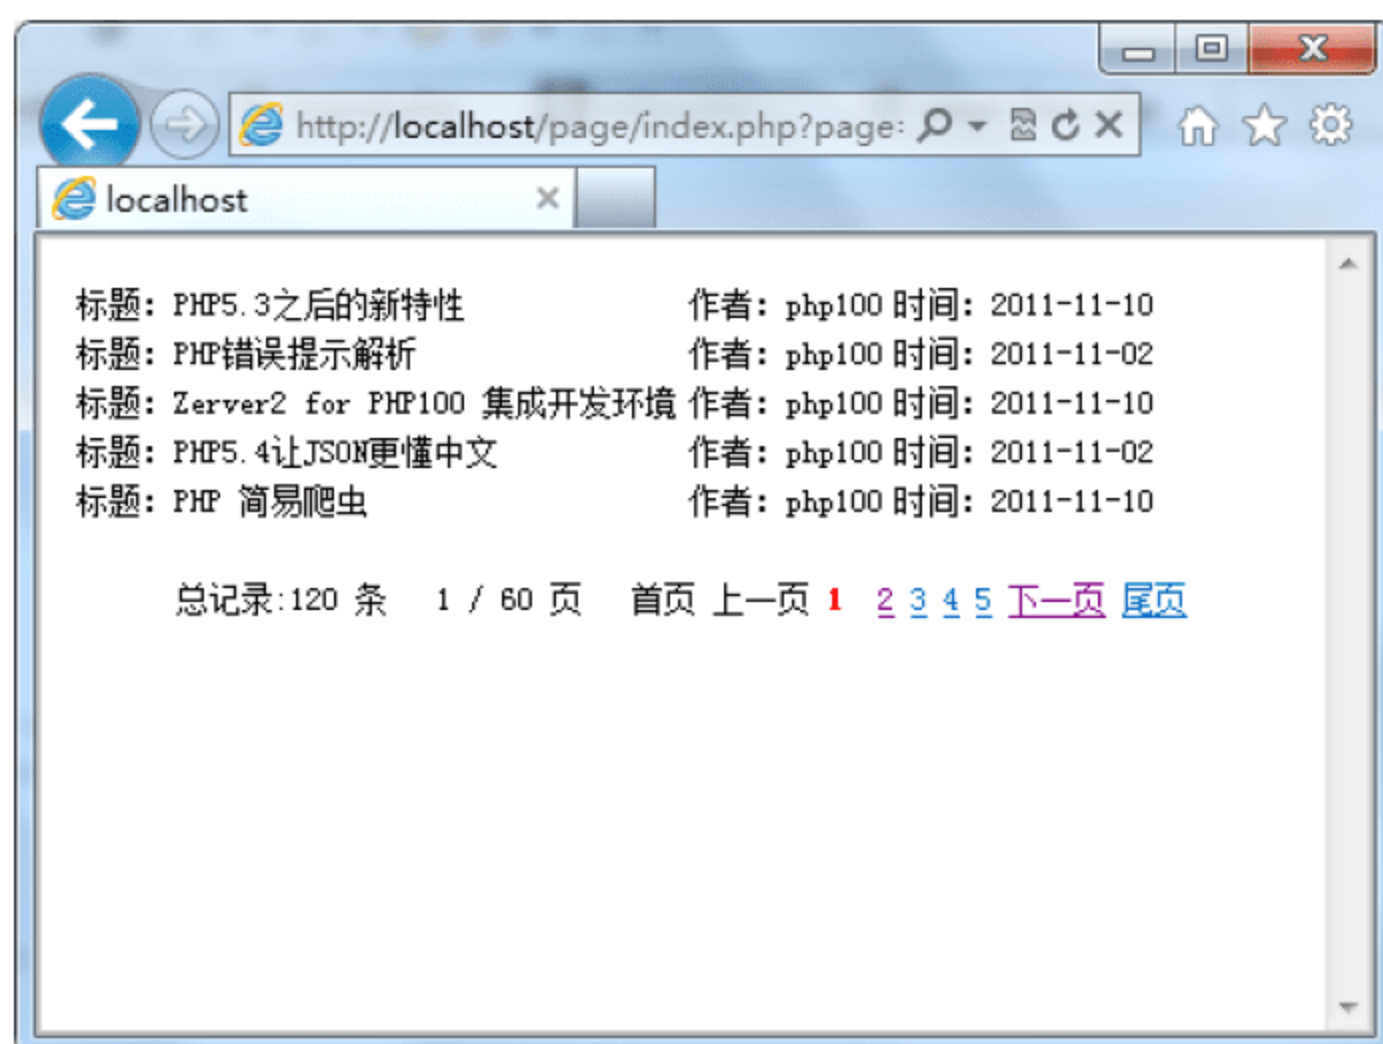 http://localhost/page/index.php?page=
localhost
标题：PHP5.3之后的新特性 作者：php100 时间：2011-11-10
标题：PHP错误提示解析 作者：php100 时间：2011-11-02
标题：Zerver2 for PHP100 集成开发环境 作者：php100 时间：2011-11-10
标题：PHP5.4让JSON更懂中文 作者：php100 时间：2011-11-02
标题：PHP 简易爬虫 作者：php100 时间：2011-11-10
总记录:120 条 1 / 60 页 首页 上一页 1 2 3 4 5 下一页 尾页